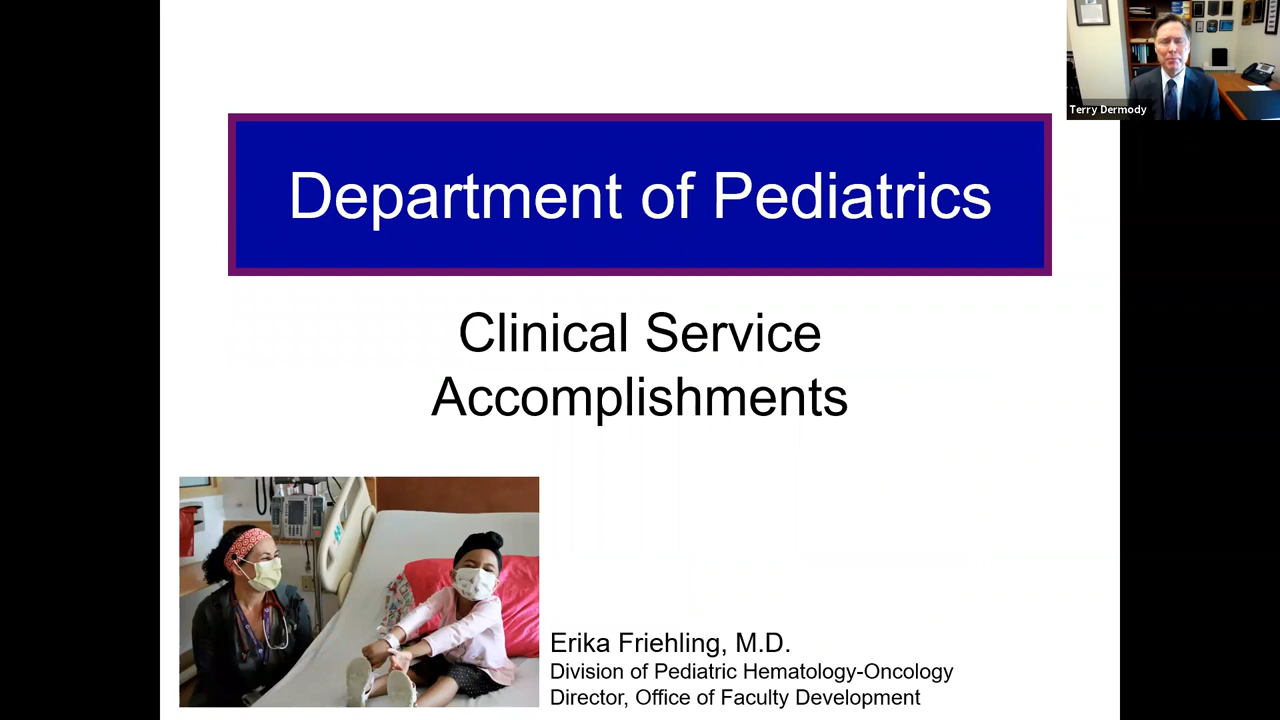 Terry Dermody
Department of Pediatrics
Clinical Service
Accomplishments
Erika Friehling, M.D.
Division of Pediatric Hematology-Oncology
Director, Office of Faculty Development